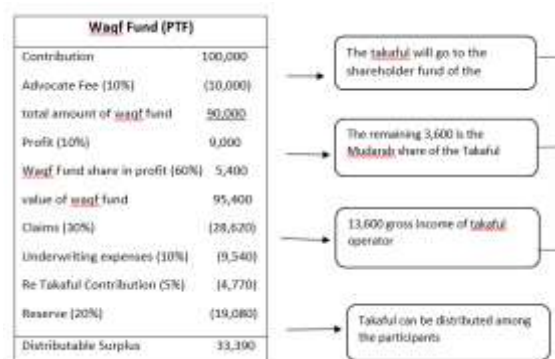 Waqf Fund (PTF)
Contribution 100,000
Advocate Fee (10%) (10,000)
total amount of waqf fund 90,000
Profit (10%) 9,000
Waqf Fund share in profit (60%) 5,400
value of waqf fund 95,400
Claims (30%) (28,620)
Underwriting expenses (10%) (9,540)
Re Takaful Contribution (5%) (4,770)
Reserve (20%) (19,080)
Distributable Surplus 33,390
The takaful will go to the
shareholder fund of the
The remaining 3,600 is the
Mudarab share of the Takaful
13,600 gross Income of takaful
operator
Takaful can be distributed among
the participants